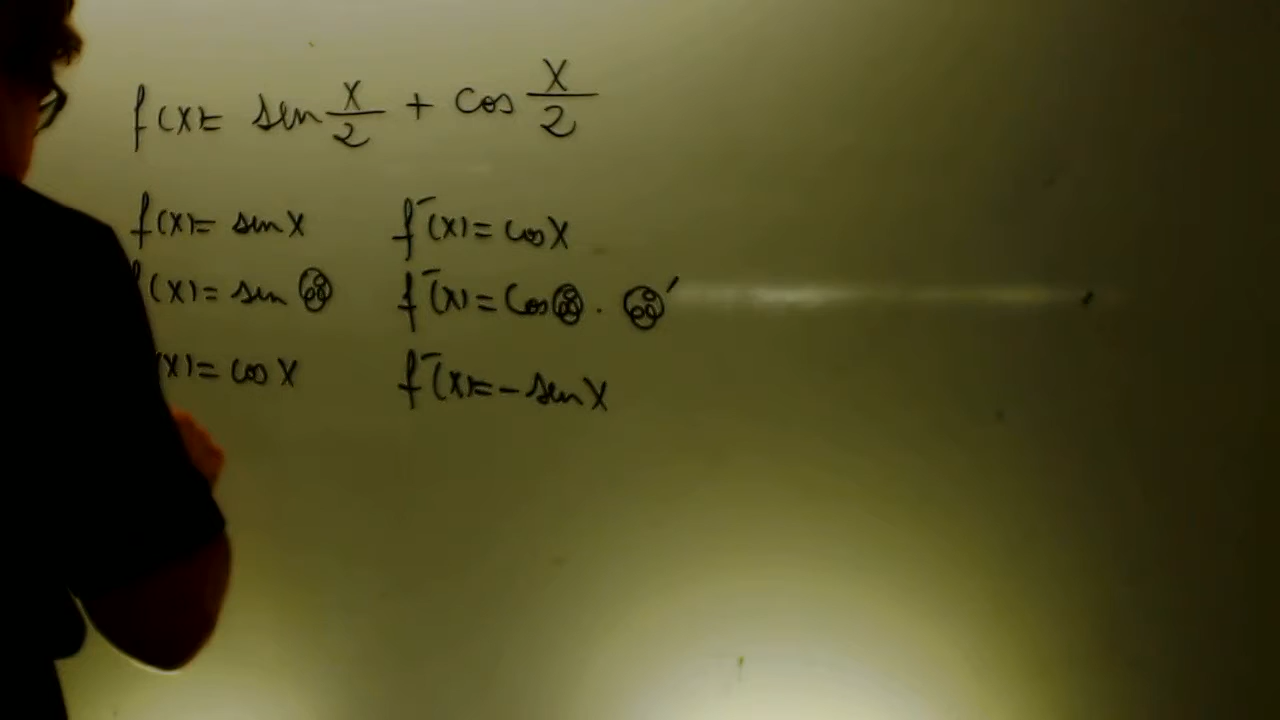 f(x)= sen x/2 + cos x/2
f(x)= sen x f'(x)= cos x
(x)= sen f'(x)= cos . '
(x)= cos x f'(x)= - sen x